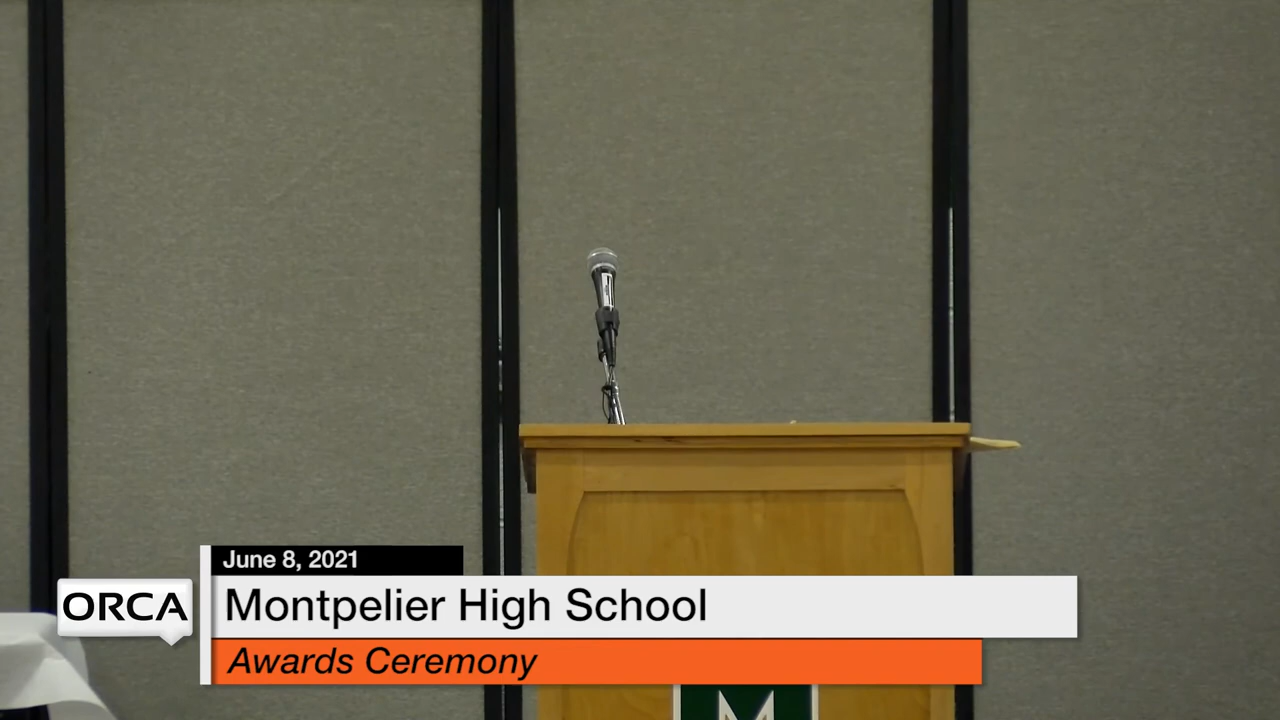 June 8, 2021
ORCA
Montpelier High School
Awards Ceremony
M